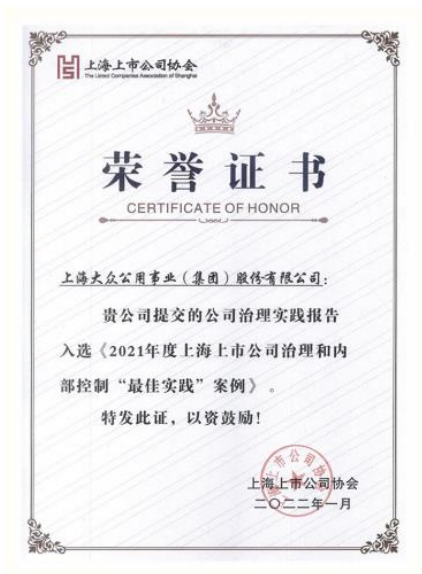 上海上市公司协会
The Listed Companies Association of Shanghai
荣誉证书
CERTIFICATE OF HONOR
上海大众公用事业（集团）股份有限公司：
贵公司提交的公司治理实践报告
入选《2021年度上海上市公司治理和内
部控制“最佳实践”案例》。
特发此证，以资鼓励！
上海上市公司协会
二〇二二年一月